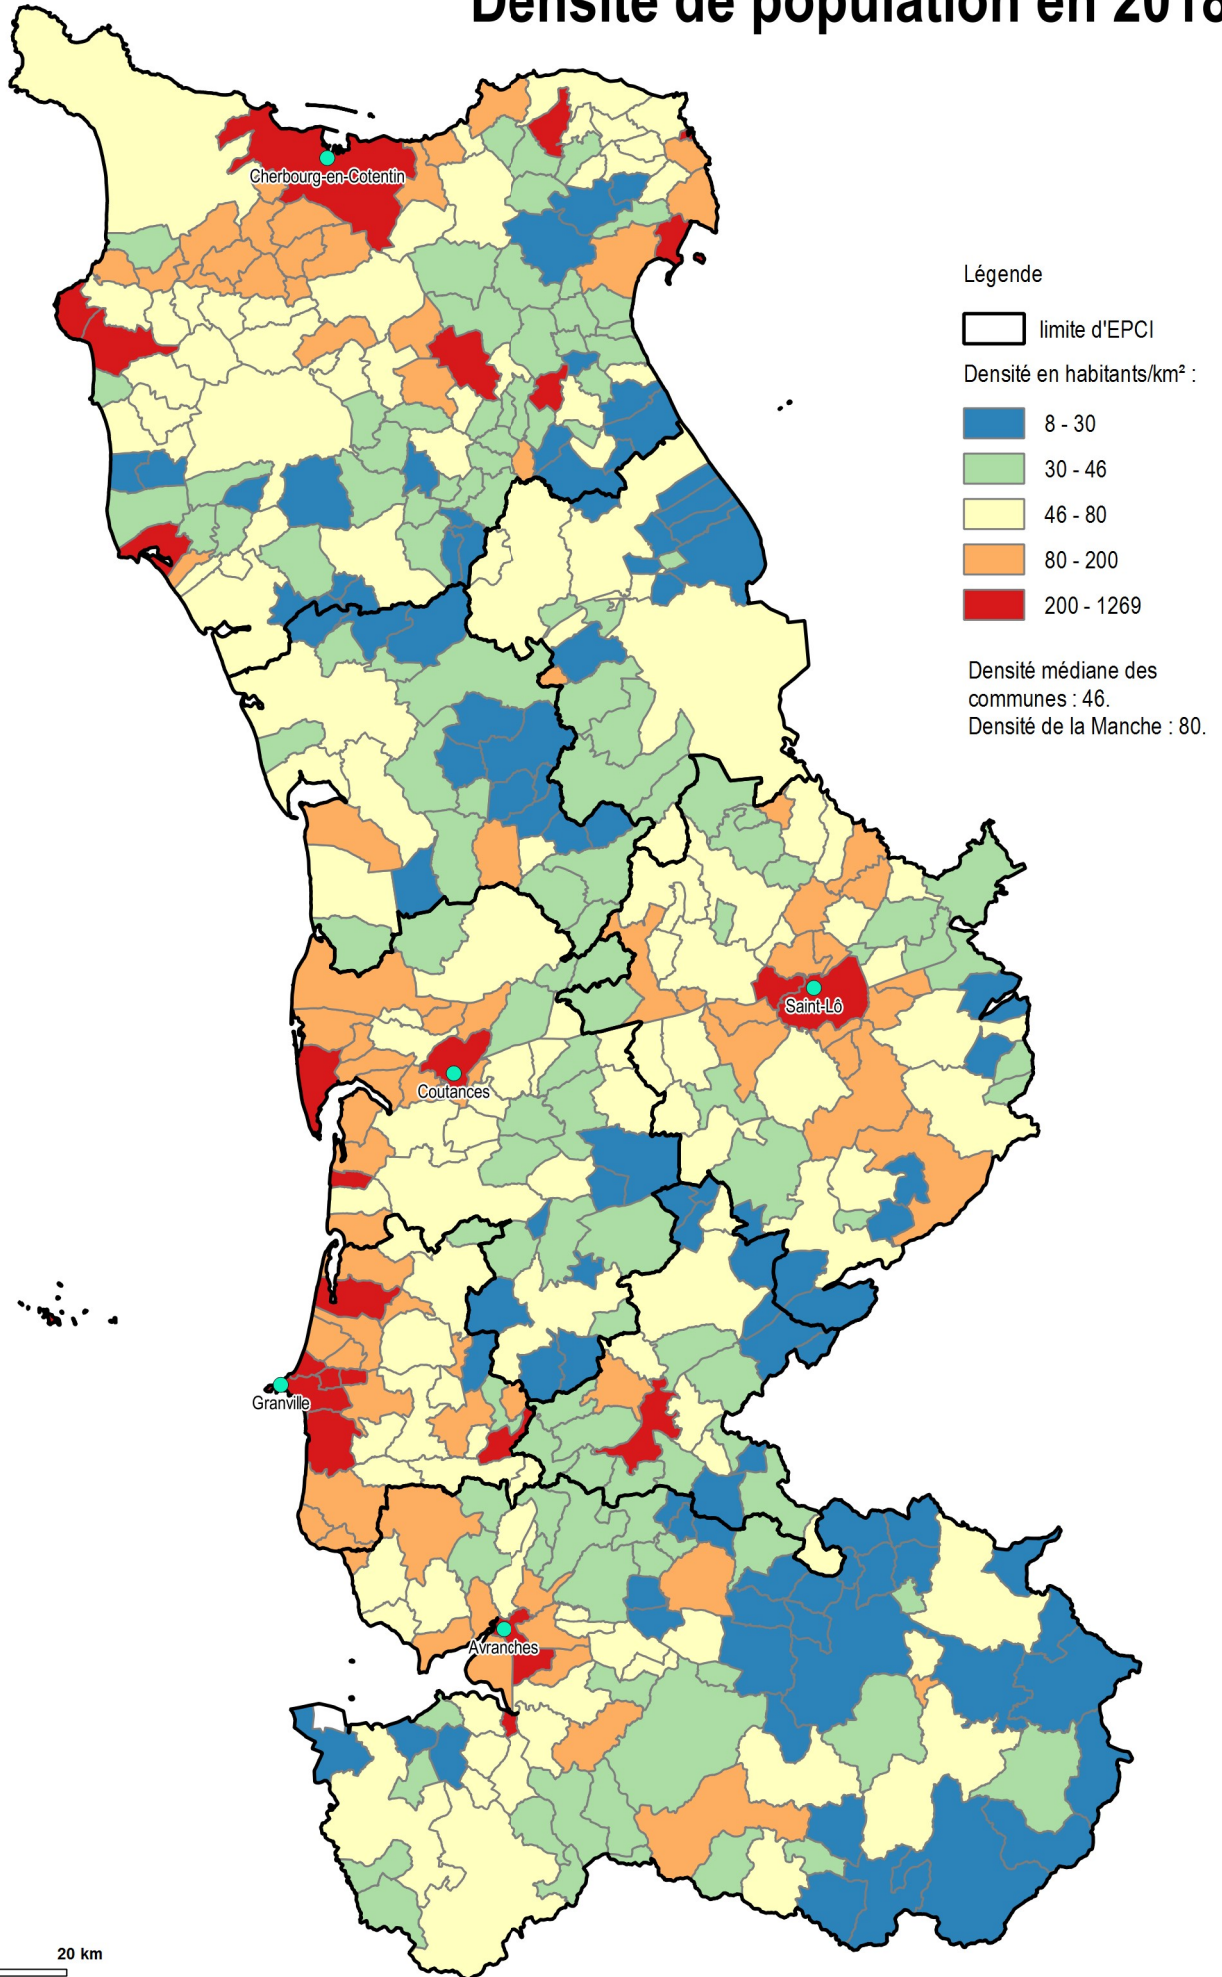 Densité de population en 2018
Cherbourg-en-Cotentin
Légende
limite d'EPCI
Densité en habitants/km² :
8 - 30
30 - 46
46 - 80
80 - 200
200 - 1269
Densité médiane des
communes : 46.
Densité de la Manche : 80.
Saint-Lô
Coutances
Granville
Avranches
20 km